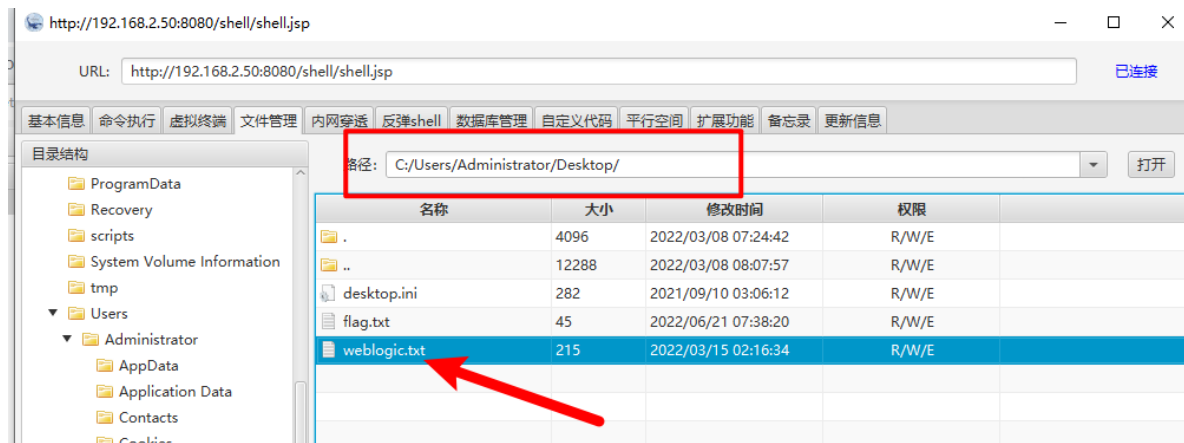 http://192.168.2.50:8080/shell/shell.jsp
URL: http://192.168.2.50:8080/shell/shell.jsp 已连接
基本信息 命令执行 虚拟终端 文件管理 内网穿透 反弹shell 数据库管理 自定义代码 平行空间 扩展功能 备忘录 更新信息
目录结构
路径: C:/Users/Administrator/Desktop/ 打开
ProgramData
Recovery
scripts
System Volume Information
tmp
Users
Administrator
AppData
Application Data
Contacts
Cookies
名称 大小 修改时间 权限
. 4096 2022/03/08 07:24:42 R/W/E
.. 12288 2022/03/08 08:07:57 R/W/E
desktop.ini 282 2021/09/10 03:06:12 R/W/E
flag.txt 45 2022/06/21 07:38:20 R/W/E
weblogic.txt 215 2022/03/15 02:16:34 R/W/E